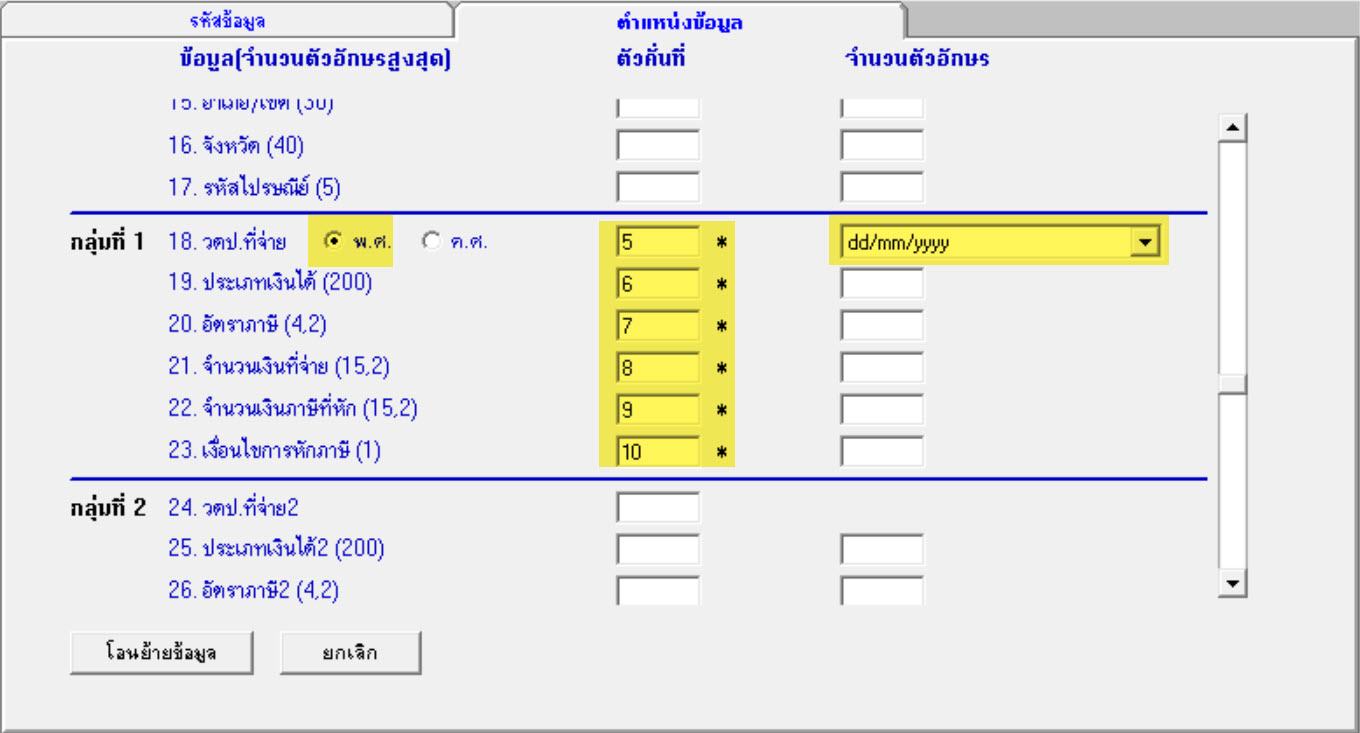 รหัสข้อมูล ตำแหน่งข้อมูล
ข้อมูล(จำนวนตัวอักษรสูงสุด) ตัวคั่นที่ จำนวนตัวอักษร
15. อำเภอ/เขต (30)
16. จังหวัด (40)
17. รหัสไปรษณีย์ (5)
กลุ่มที่ 1 18. วดป.ที่จ่าย พ.ศ. ค.ศ. 5 * dd/mm/yyyy
19. ประเภทเงินได้ (200) 6 *
20. อัตราภาษี (4,2) 7 *
21. จำนวนเงินที่จ่าย (15,2) 8 *
22. จำนวนเงินภาษีที่หัก (15,2) 9 *
23. เงื่อนไขการหักภาษี (1) 10 *
กลุ่มที่ 2 24. วดป.ที่จ่าย2
25. ประเภทเงินได้2 (200)
26. อัตราภาษี2 (4,2)
โอนย้ายข้อมูล ยกเลิก